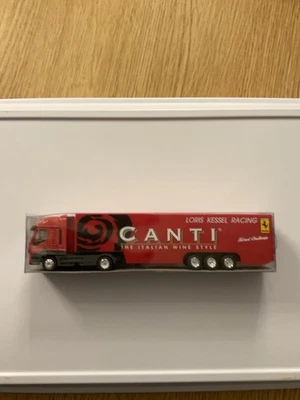 LORIS KESSEL RACING
CANTI
THE ITALIAN WINE STYLE